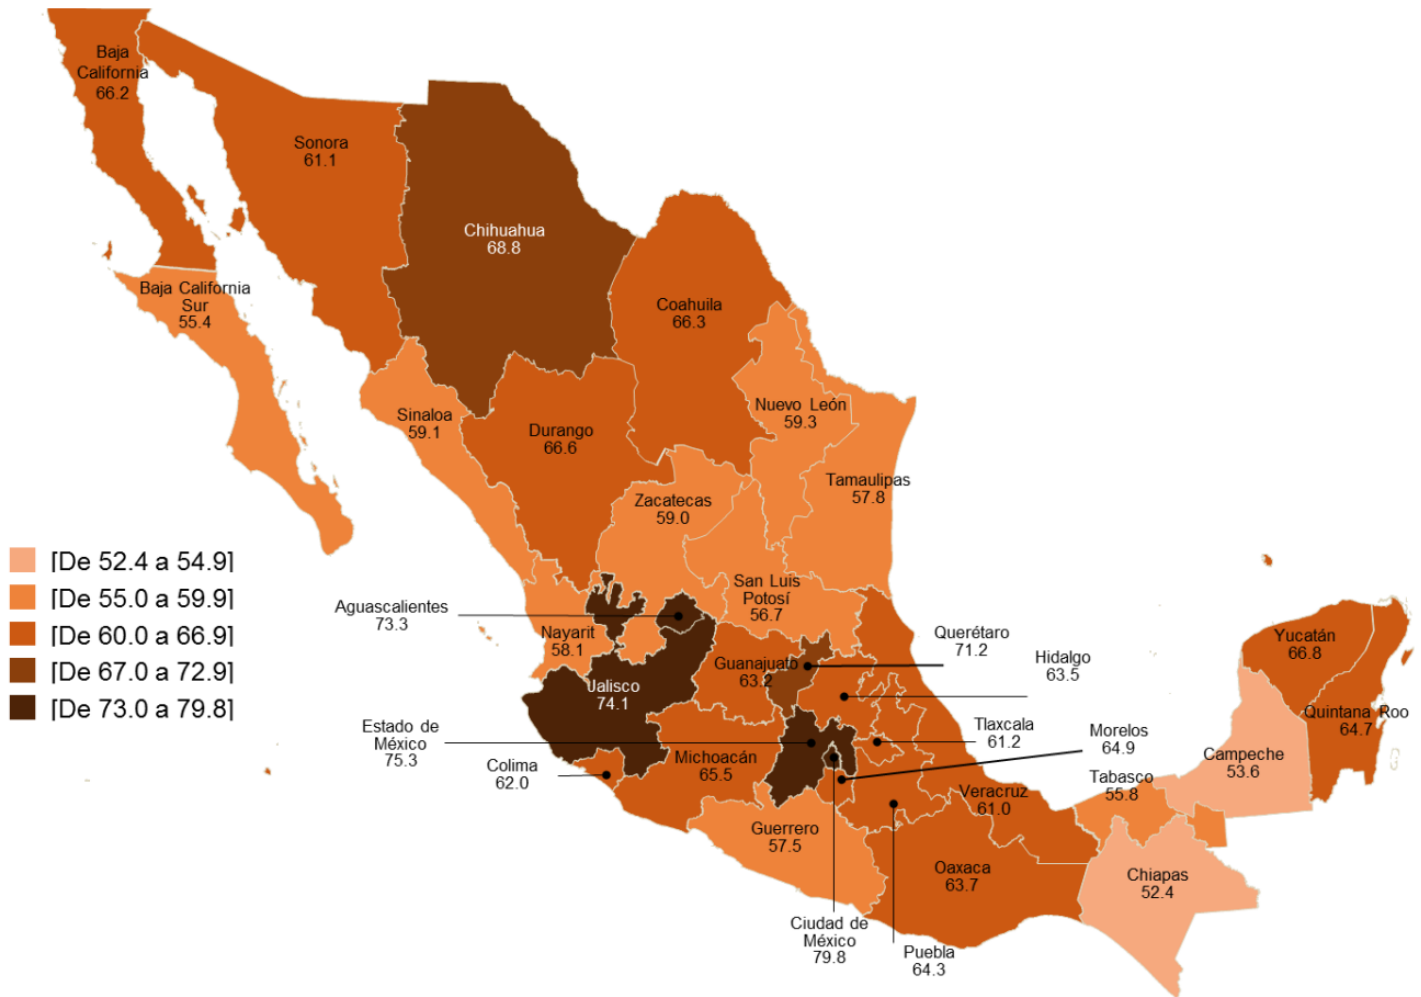 Baja
California
66.2
Sonora
61.1
Chihuahua
68.8
Coahuila
66.3
Baja California
Sur
55.4
Sinaloa
59.1
Durango
66.6
Nuevo León
59.3
Tamaulipas
57.8
Zacatecas
59.0
San Luis
Potosí
56.7
Aguascalientes
73.3
Nayarit
58.1
Jalisco
74.1
Guanajuato
63.2
Querétaro
71.2
Hidalgo
63.5
Estado de
México
75.3
Colima
62.0
Michoacán
65.5
Tlaxcala
61.2
Morelos
64.9
Guerrero
57.5
Veracruz
61.0
Tabasco
55.8
Campeche
53.6
Yucatán
66.8
Quintana Roo
64.7
Oaxaca
63.7
Chiapas
52.4
Ciudad de
México
79.8
Puebla
64.3
[De 52.4 a 54.9]
[De 55.0 a 59.9]
[De 60.0 a 66.9]
[De 67.0 a 72.9]
[De 73.0 a 79.8]